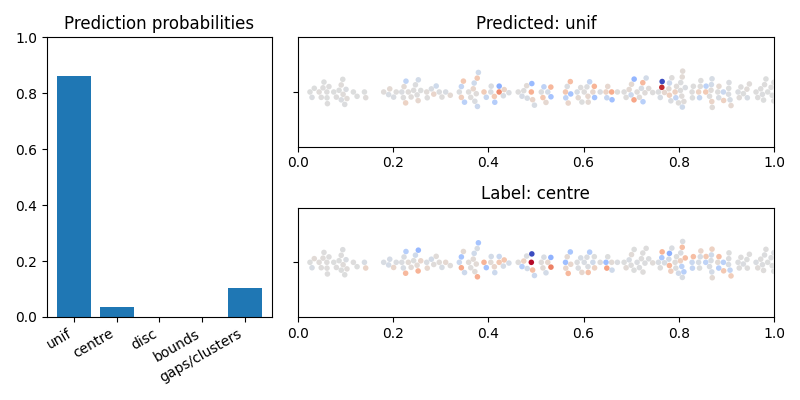 Prediction probabilities
1.0
0.8
0.6
0.4
0.2
0.0
unif
centre
disc
bounds
gaps/clusters
Predicted: unif
0.0 0.2 0.4 0.6 0.8 1.0
Label: centre
0.0 0.2 0.4 0.6 0.8 1.0